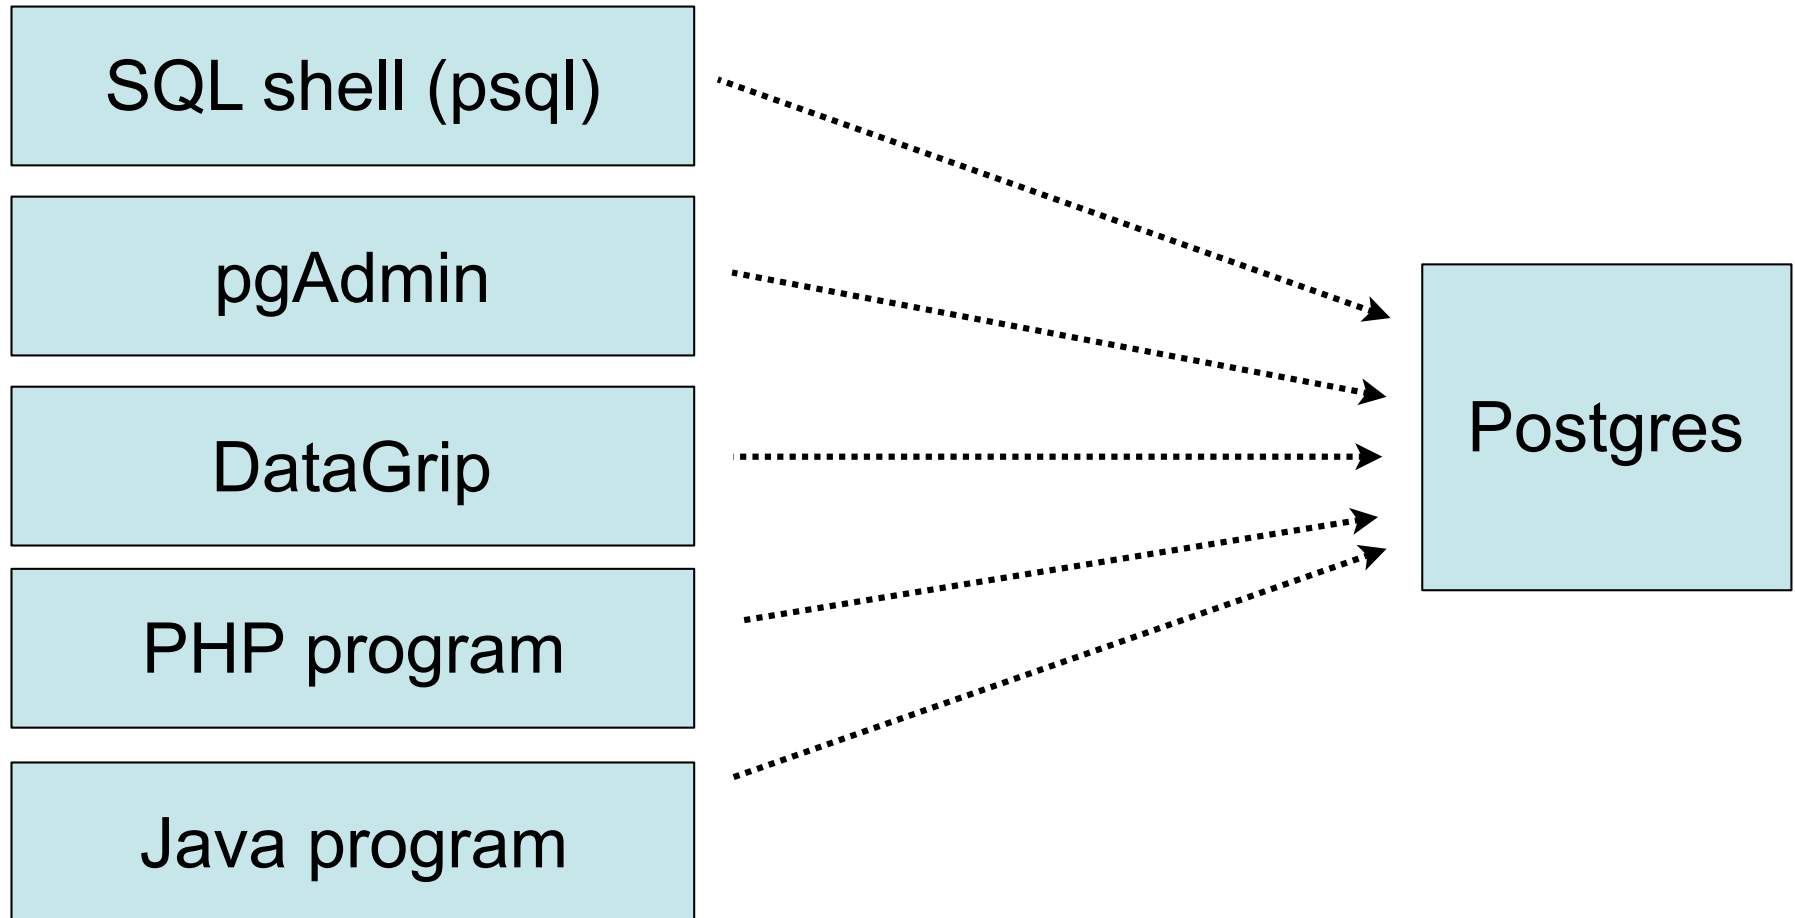 SQL shell (psql)
pgAdmin
DataGrip
PHP program
Java program
Postgres